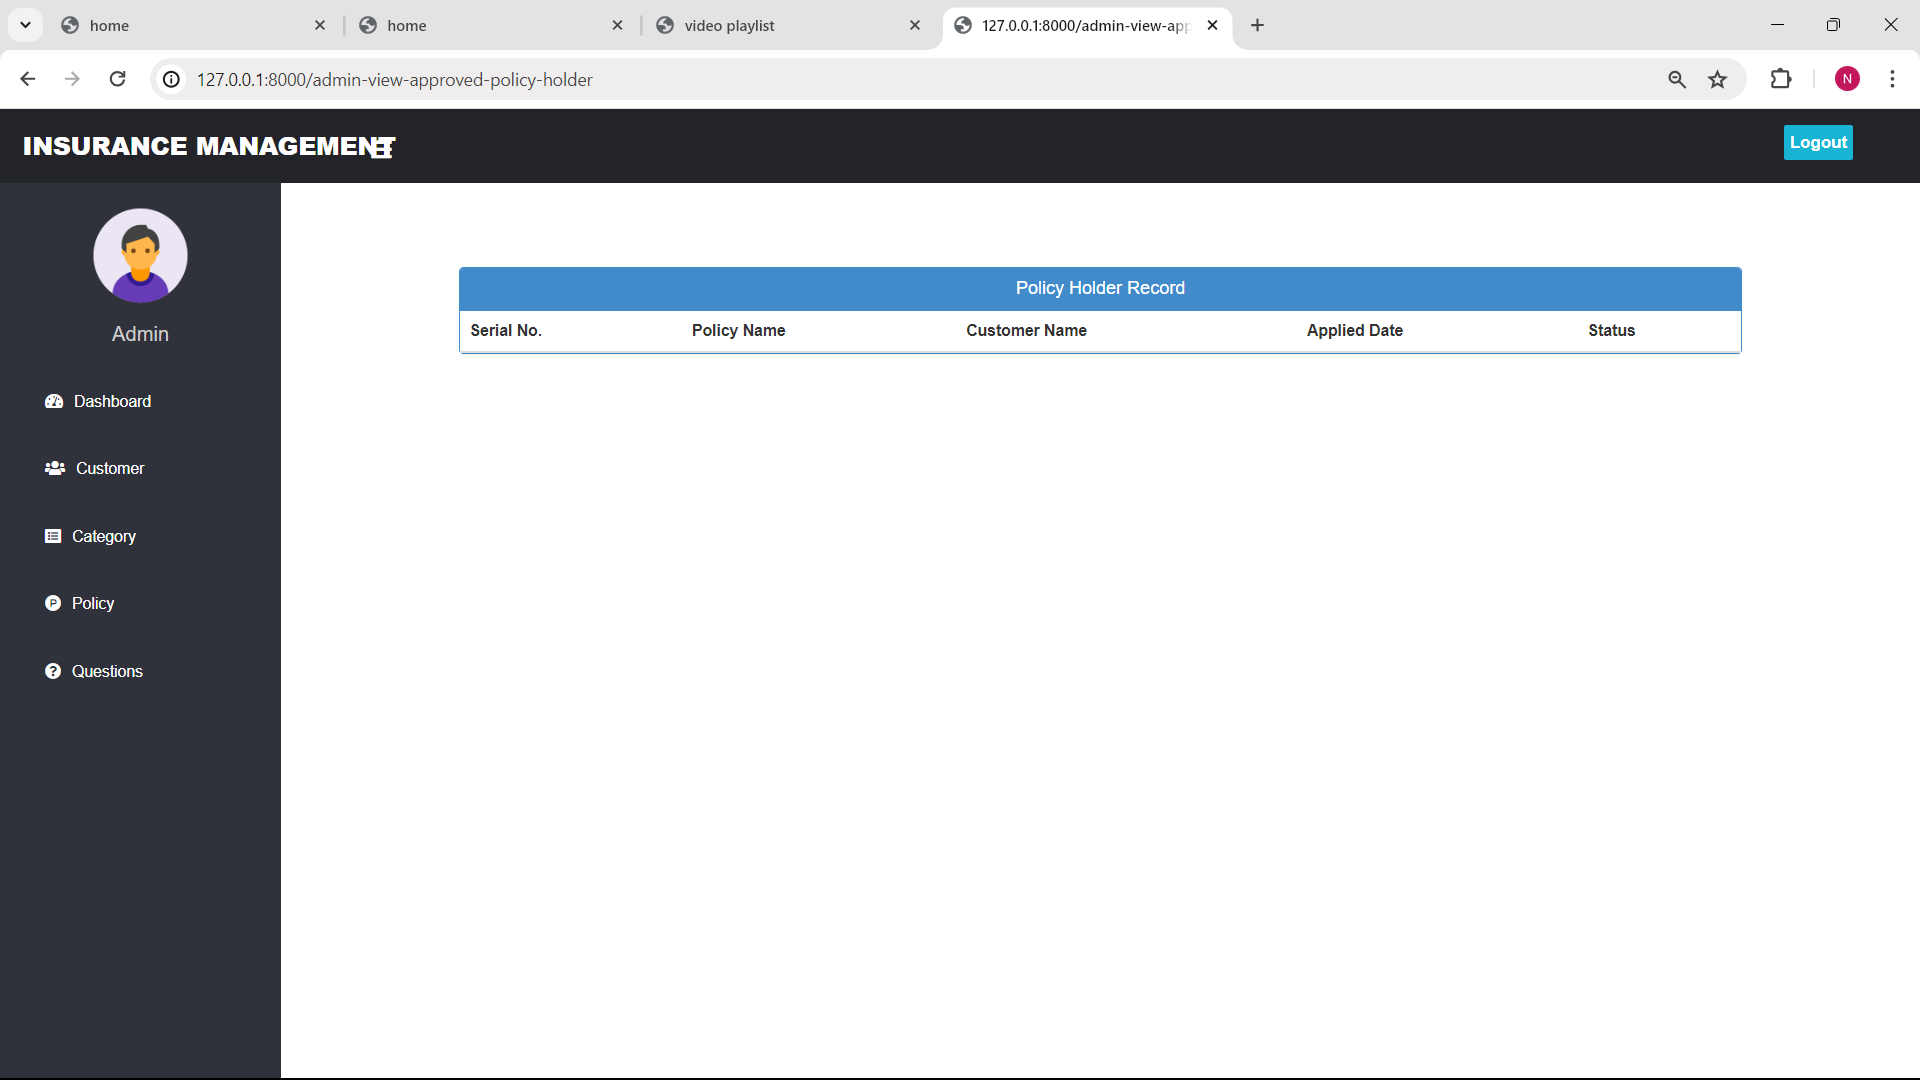 home
home
video playlist
127.0.0.1:8000/admin-view-app
127.0.0.1:8000/admin-view-approved-policy-holder
N
INSURANCE MANAGEMENT
Logout
Admin
Dashboard
Customer
Category
P Policy
? Questions
Policy Holder Record
Serial No. Policy Name Customer Name Applied Date Status